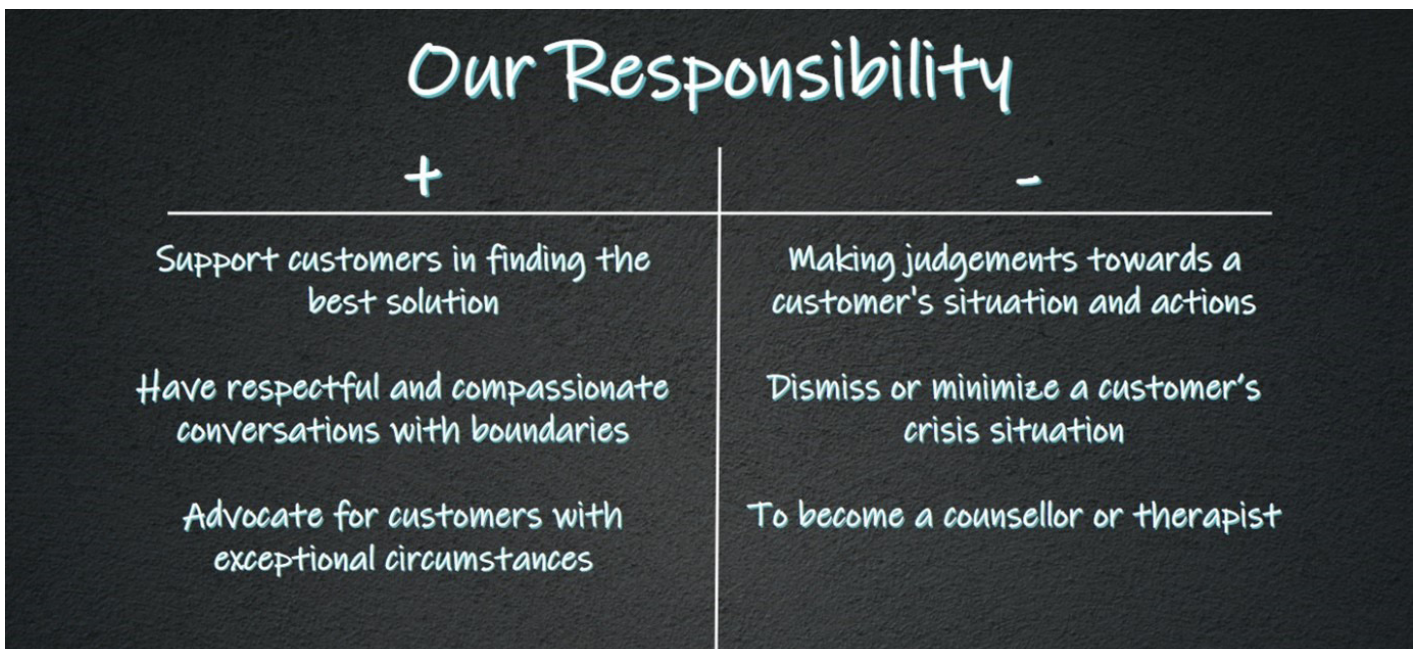 Our Responsibility
+
-
Support customers in finding the
best solution
Have respectful and compassionate
conversations with boundaries
Advocate for customers with
exceptional circumstances
Making judgements towards a
customer's situation and actions
Dismiss or minimize a customer's
crisis situation
To become a counsellor or therapist